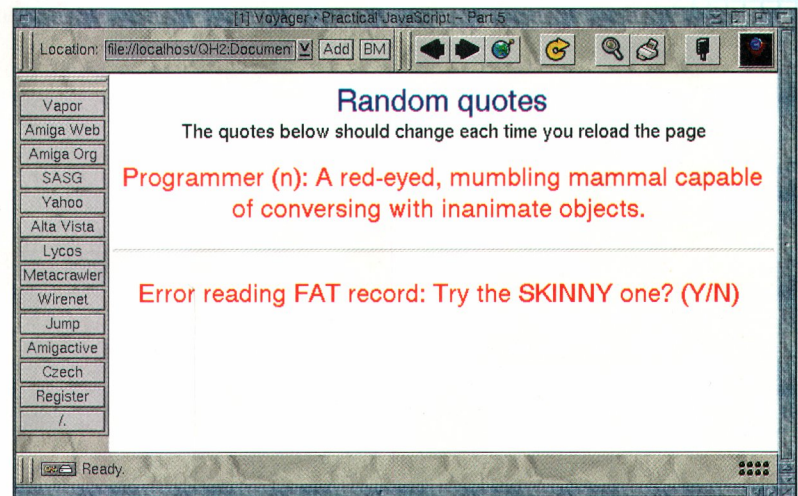 [1] Voyager • Practical JavaScript – Part 5
Location: file://localhost/QH2:Documen Add BM
Vapor
Amiga Web
Amiga Org
SASG
Yahoo
Alta Vista
Lycos
Metacrawler
Wirenet
Jump
Amigactive
Czech
Register
/.
Random quotes
The quotes below should change each time you reload the page
Programmer (n): A red-eyed, mumbling mammal capable
of conversing with inanimate objects.
Error reading FAT record: Try the SKINNY one? (Y/N)
Ready.